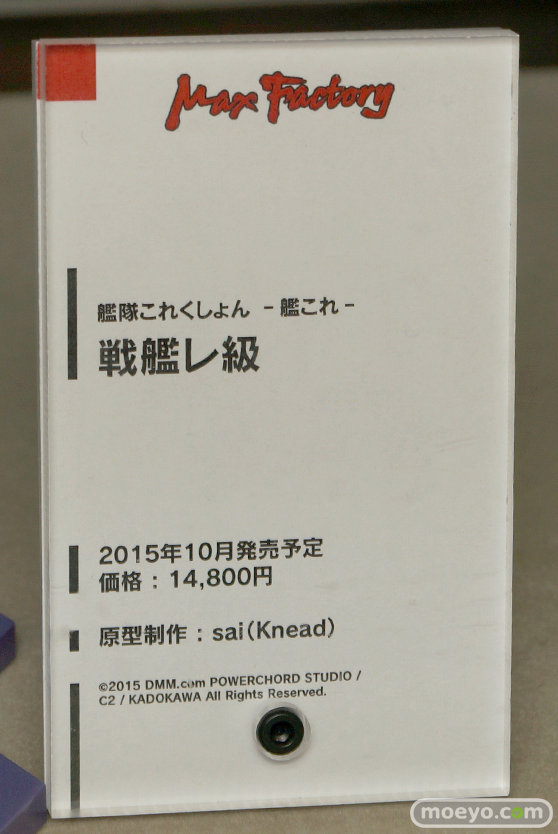 Max Factory
艦隊これくしょん －艦これ－
戦艦レ級
2015年10月発売予定
価格：14,800円
原型制作：sai(Knead)
©2015 DMM.com POWERCHORD STUDIO /
C2 / KADOKAWA All Rights Reserved.
moeyo.com